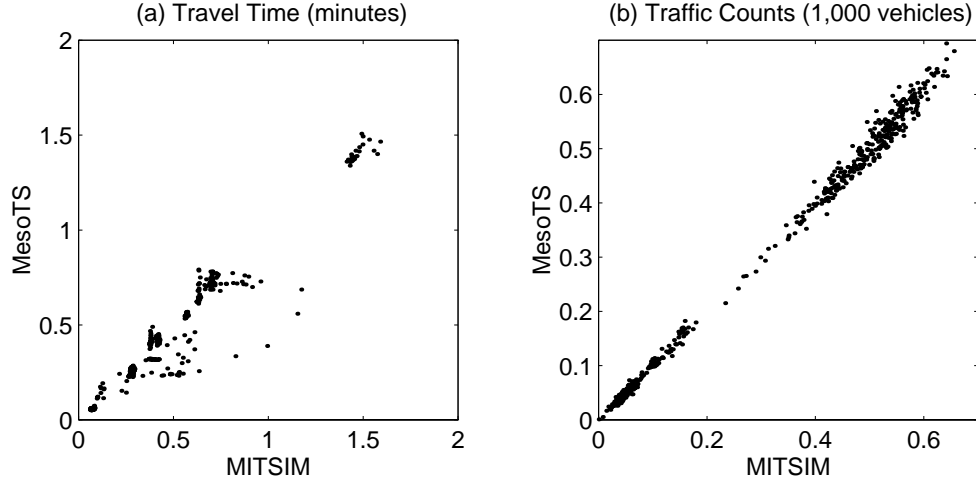 (a) Travel Time (minutes)
2
1.5
1
0.5
0
MesoTS
0 0.5 1 1.5 2
MITSIM
(b) Traffic Counts (1,000 vehicles)
0.6
0.5
0.4
0.3
0.2
0.1
0
MesoTS
0 0.2 0.4 0.6
MITSIM